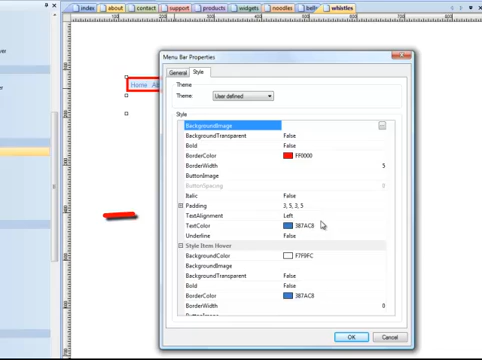 index about contact support products widgets noodles bells whistles
Menu Bar Properties
General Style
Theme
Theme: User defined
Style
BackgroundImage
BackgroundTransparent False
Bold False
BorderColor FF0000
BorderWidth 5
ButtonImage
ButtonSpacing 0
Italic False
Padding 3, 5, 3, 5
TextAlignment Left
TextColor 387AC8
Underline False
Style Item Hover
BackgroundColor F7F9FC
BackgroundImage
BackgroundTransparent False
Bold False
BorderColor 387AC8
BorderWidth 0
OK Cancel
Home